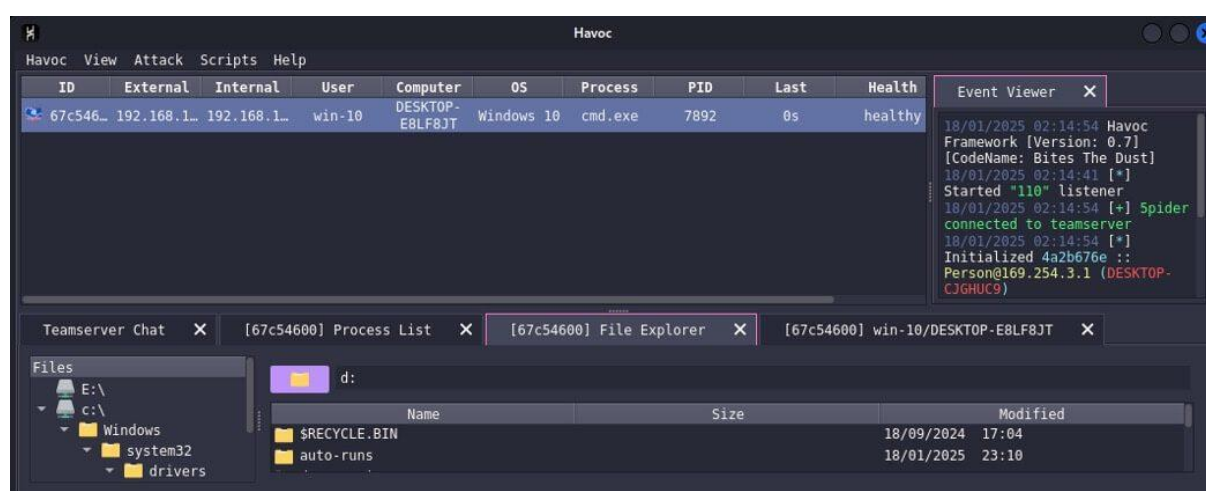 Havoc
Havoc View Attack Scripts Help
ID External Internal User Computer OS Process PID Last Health
67c546… 192.168.1… 192.168.1… win-10 DESKTOP-E8LF8JT Windows 10 cmd.exe 7892 0s healthy
Event Viewer
18/01/2025 02:14:54 Havoc
Framework [Version: 0.7]
[CodeName: Bites The Dust]
18/01/2025 02:14:41 [*]
Started "110" listener
18/01/2025 02:14:54 [+] 5pider
connected to teamserver
18/01/2025 02:14:54 [*]
Initialized 4a2b676e ::
Person@169.254.3.1 (DESKTOP-
CJGHUC9)
Teamserver Chat [67c54600] Process List [67c54600] File Explorer [67c54600] win-10/DESKTOP-E8LF8JT
Files
E:\
c:\
Windows
system32
drivers
d:
Name Size Modified
$RECYCLE.BIN 18/09/2024 17:04
auto-runs 18/01/2025 23:10